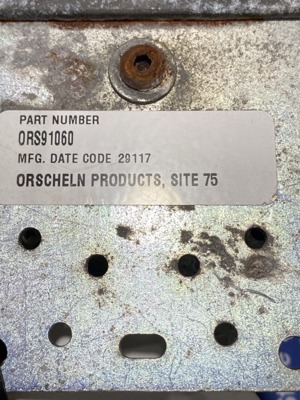 PART NUMBER
ORS91060
MFG. DATE CODE 29117
ORSCHELN PRODUCTS, SITE 75